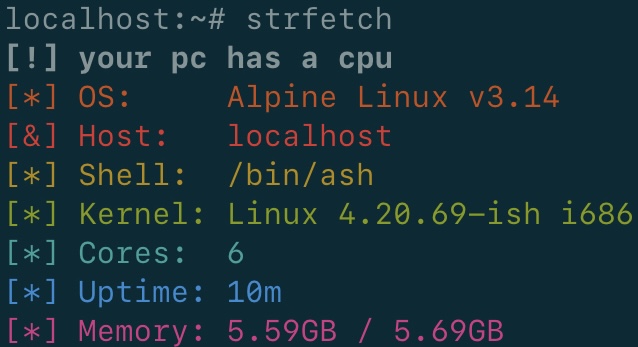 localhost:~# strfetch
[!] your pc has a cpu
[*] OS:     Alpine Linux v3.14
[&] Host:   localhost
[*] Shell:  /bin/ash
[*] Kernel: Linux 4.20.69-ish i686
[*] Cores:  6
[*] Uptime: 10m
[*] Memory: 5.59GB / 5.69GB